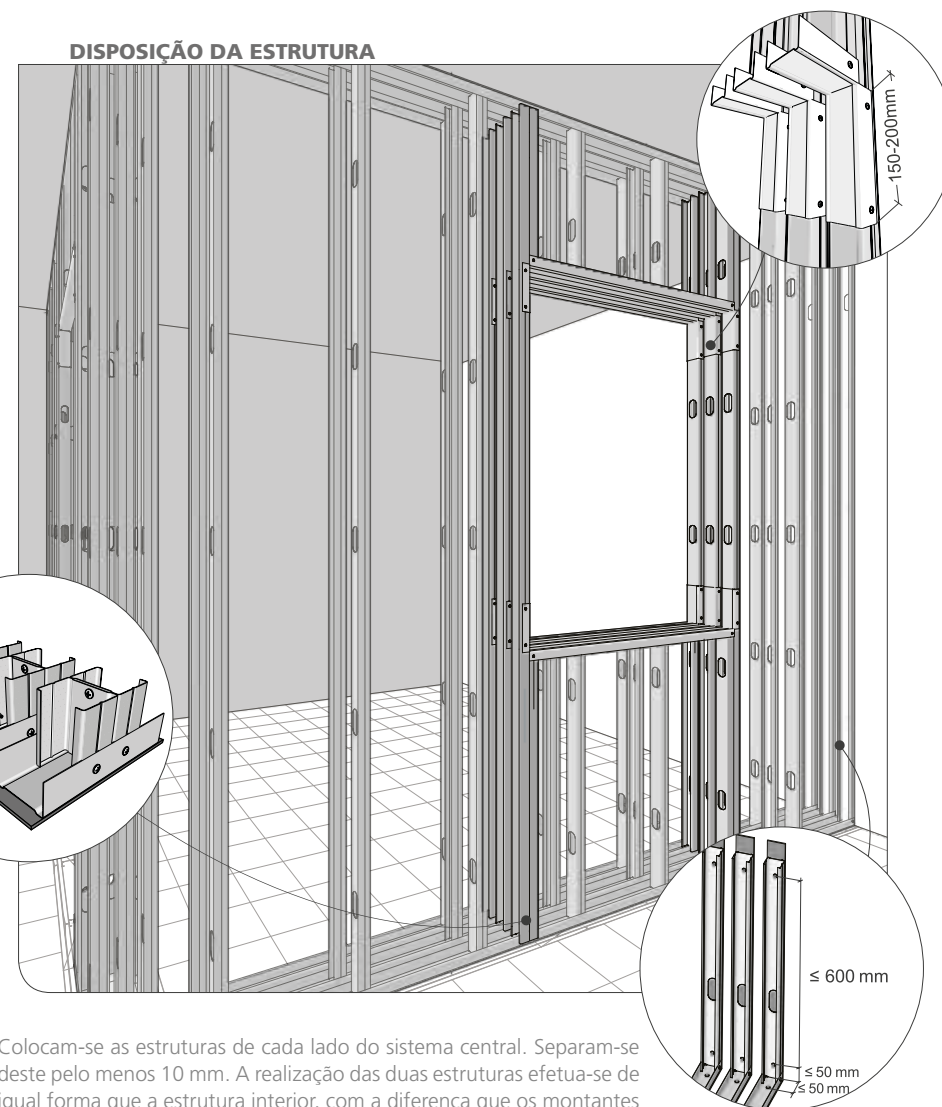 DISPOSIÇÃO DA ESTRUTURA
150-200mm
≤ 600 mm
≤ 50 mm
≤ 50 mm
Colocam-se as estruturas de cada lado do sistema central. Separam-se
deste pelo menos 10 mm. A realização das duas estruturas efetua-se de
igual forma que a estrutura interior, com a diferença que os montantes